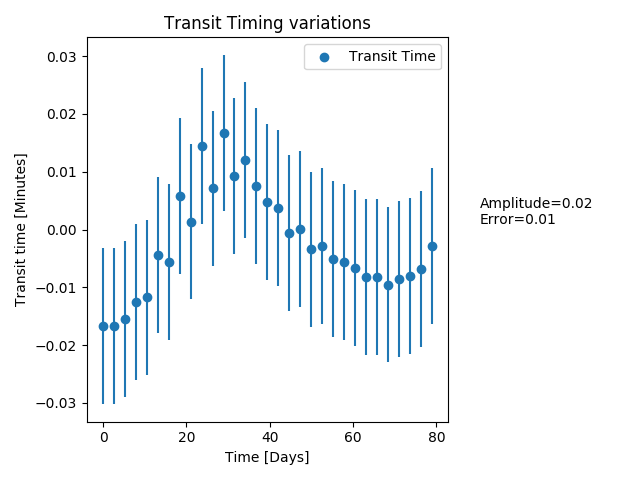 Transit Timing variations
Transit Time
0.03
0.02
0.01
0.00
−0.01
−0.02
−0.03
Transit time [Minutes]
Amplitude=0.02
Error=0.01
0
20
40
60
80
Time [Days]